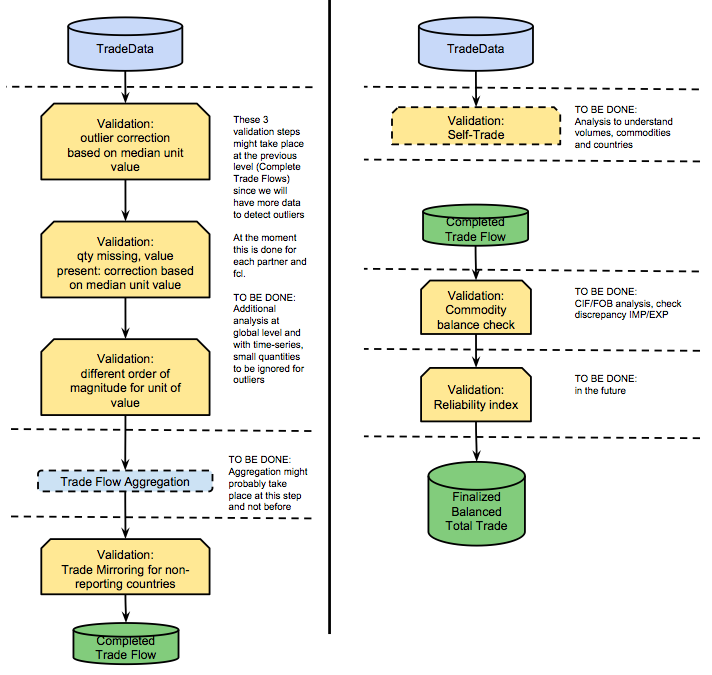 TradeData
Validation:
outlier correction
based on median unit
value
These 3
validation steps
might take place
at the previous
level (Complete
Trade Flows)
since we will
have more data
to detect outliers
At the moment
this is done for
each partner and
fcl.
TO BE DONE:
Additional
analysis at
global level and
with time-series,
small quantities
to be ignored for
outliers
Validation:
qty missing, value
present: correction based
on median unit value
Validation:
different order of
magnitude for unit of
value
Trade Flow Aggregation
TO BE DONE:
Aggregation might
probably take
place at this step
and not before
Validation:
Trade Mirroring for non-
reporting countries
Completed
Trade Flow
TradeData
Validation:
Self-Trade
TO BE DONE:
Analysis to understand
volumes, commodities
and countries
Completed
Trade Flow
Validation:
Commodity
balance check
TO BE DONE:
CIF/FOB analysis, check
discrepancy IMP/EXP
Validation:
Reliability index
TO BE DONE:
in the future
Finalized
Balanced
Total Trade